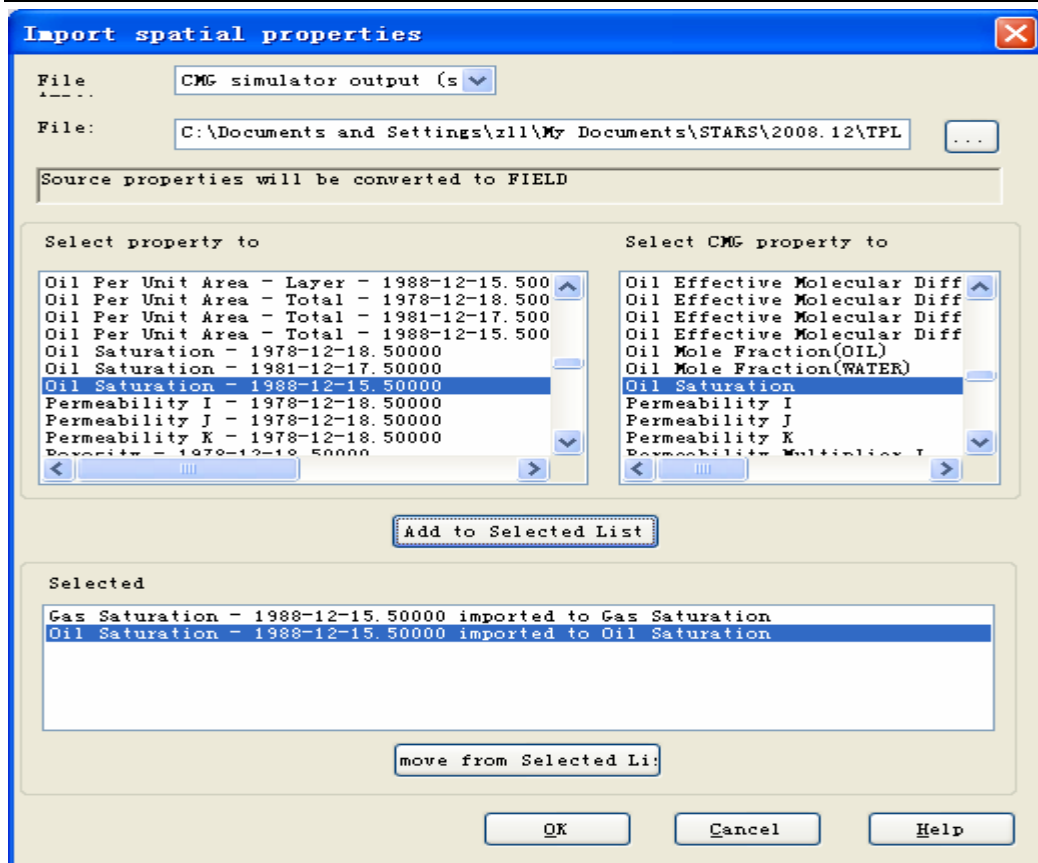 Import spatial properties
File
CMG simulator output (s
File:
C:\Documents and Settings\zll\My Documents\STARS\2008.12\TPL
...
Source properties will be converted to FIELD
Select property to
Oil Per Unit Area - Layer - 1988-12-15.500
Oil Per Unit Area - Total - 1978-12-18.500
Oil Per Unit Area - Total - 1981-12-17.500
Oil Per Unit Area - Total - 1988-12-15.500
Oil Saturation - 1978-12-18.50000
Oil Saturation - 1981-12-17.50000
Oil Saturation - 1988-12-15.50000
Permeability I - 1978-12-18.50000
Permeability J - 1978-12-18.50000
Permeability K - 1978-12-18.50000
Porosity - 1978-12-18.50000
Select CMG property to
Oil Effective Molecular Diff
Oil Effective Molecular Diff
Oil Effective Molecular Diff
Oil Effective Molecular Diff
Oil Mole Fraction(OIL)
Oil Mole Fraction(WATER)
Oil Saturation
Permeability I
Permeability J
Permeability K
Permeability Multiplier I
Add to Selected List
Selected
Gas Saturation - 1988-12-15.50000 imported to Gas Saturation
Oil Saturation - 1988-12-15.50000 imported to Oil Saturation
move from Selected Li
OK
Cancel
Help